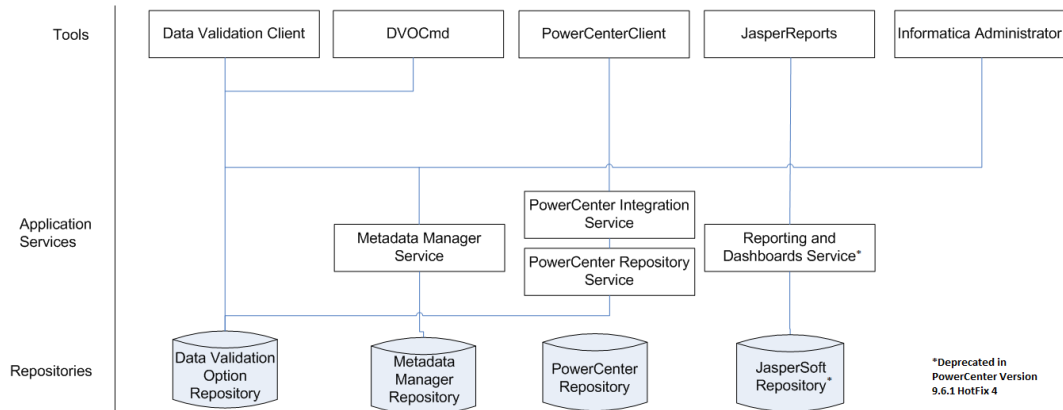 Tools
Data Validation Client
DVOCmd
PowerCenterClient
JasperReports
Informatica Administrator
Application
Services
PowerCenter Integration
Service
Metadata Manager
Service
PowerCenter Repository
Service
Reporting and
Dashboards Service*
Repositories
Data Validation
Option
Repository
Metadata
Manager
Repository
PowerCenter
Repository
JasperSoft
Repository*
*Deprecated in
PowerCenter Version
9.6.1 HotFix 4